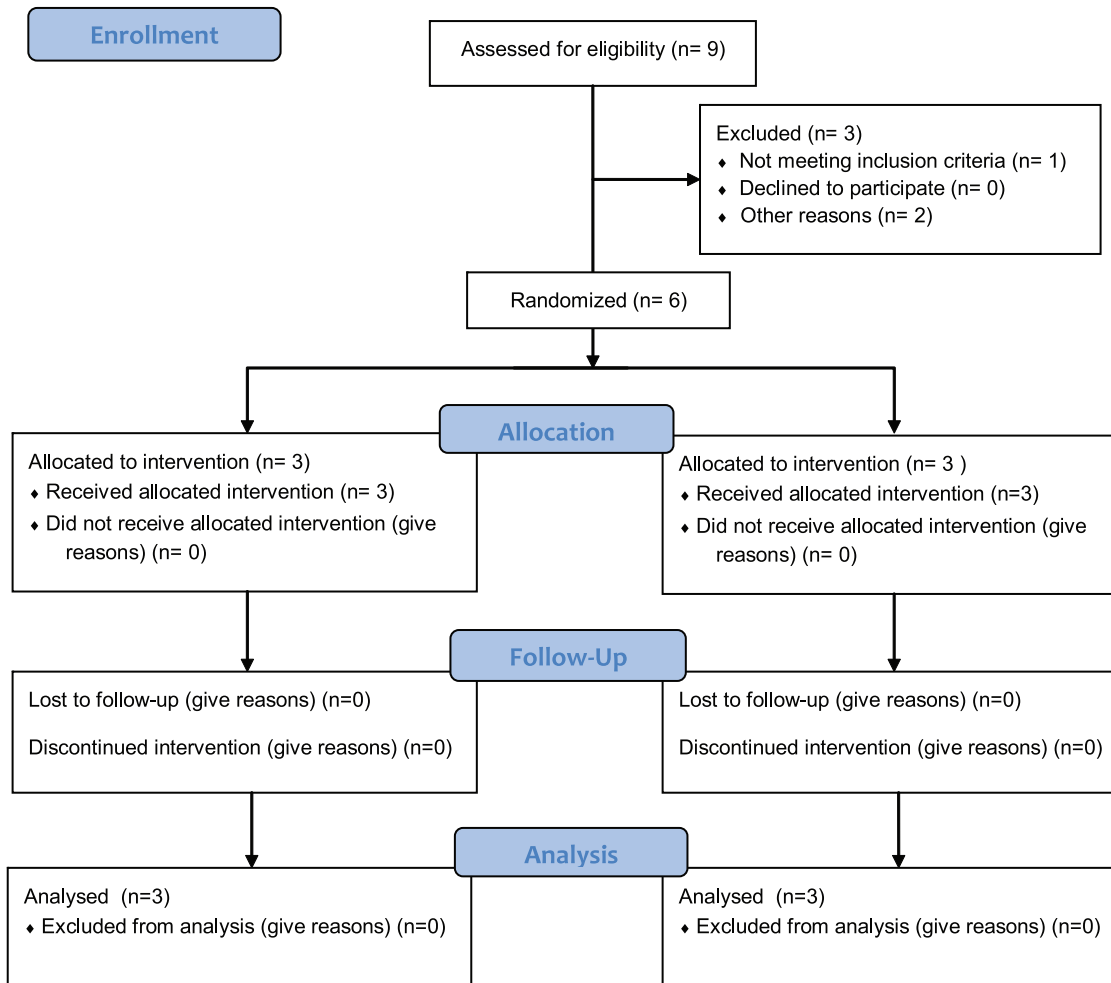 Enrollment
Assessed for eligibility (n= 9)
Excluded (n= 3)
♦ Not meeting inclusion criteria (n= 1)
♦ Declined to participate (n= 0)
♦ Other reasons (n= 2)
Randomized (n= 6)
Allocation
Allocated to intervention (n= 3)
♦ Received allocated intervention (n= 3)
♦ Did not receive allocated intervention (give
reasons) (n= 0)
Allocated to intervention (n= 3 )
♦ Received allocated intervention (n=3)
♦ Did not receive allocated intervention (give
reasons) (n= 0)
Follow-Up
Lost to follow-up (give reasons) (n=0)
Discontinued intervention (give reasons) (n=0)
Lost to follow-up (give reasons) (n=0)
Discontinued intervention (give reasons) (n=0)
Analysis
Analysed  (n=3)
♦ Excluded from analysis (give reasons) (n=0)
Analysed  (n=3)
♦ Excluded from analysis (give reasons) (n=0)